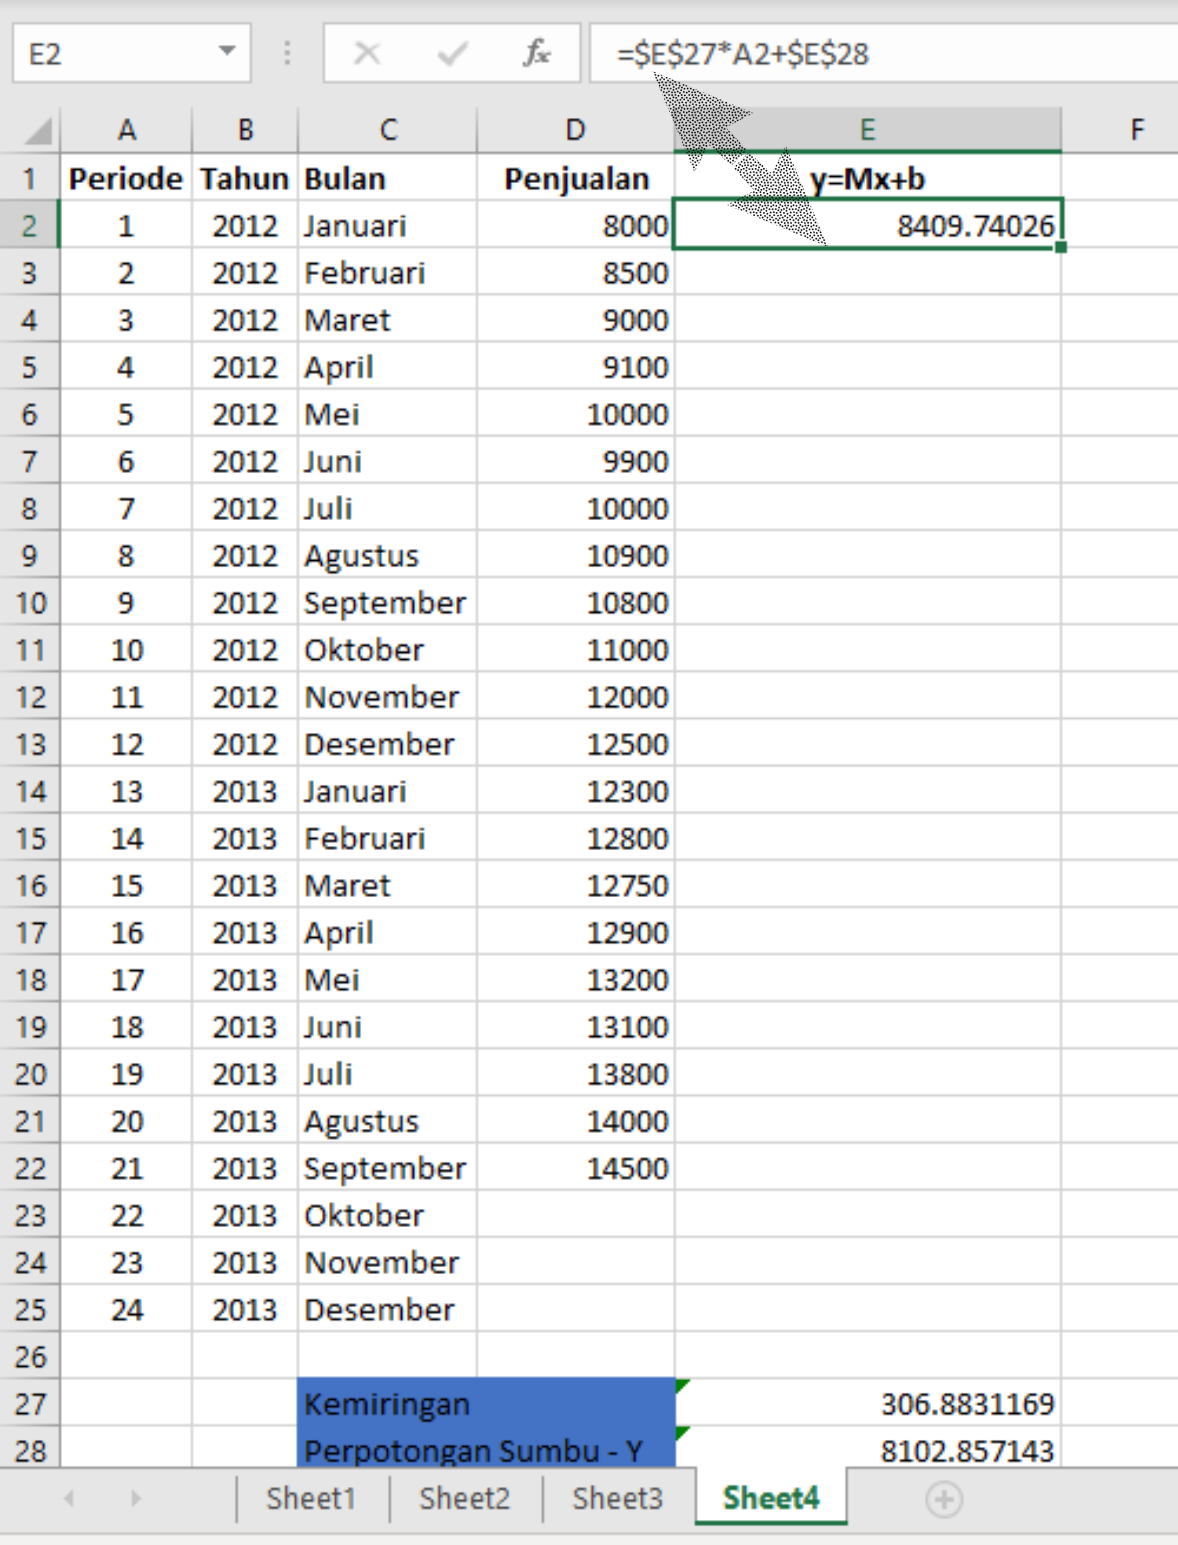 E2 fx =$E$27*A2+$E$28
A B C D E F
1 Periode Tahun Bulan Penjualan y=Mx+b
2 1 2012 Januari 8000 8409.74026
3 2 2012 Februari 8500
4 3 2012 Maret 9000
5 4 2012 April 9100
6 5 2012 Mei 10000
7 6 2012 Juni 9900
8 7 2012 Juli 10000
9 8 2012 Agustus 10900
10 9 2012 September 10800
11 10 2012 Oktober 11000
12 11 2012 November 12000
13 12 2012 Desember 12500
14 13 2013 Januari 12300
15 14 2013 Februari 12800
16 15 2013 Maret 12750
17 16 2013 April 12900
18 17 2013 Mei 13200
19 18 2013 Juni 13100
20 19 2013 Juli 13800
21 20 2013 Agustus 14000
22 21 2013 September 14500
23 22 2013 Oktober
24 23 2013 November
25 24 2013 Desember
26
27 Kemiringan 306.8831169
28 Perpotongan Sumbu - Y 8102.857143
Sheet1 Sheet2 Sheet3 Sheet4